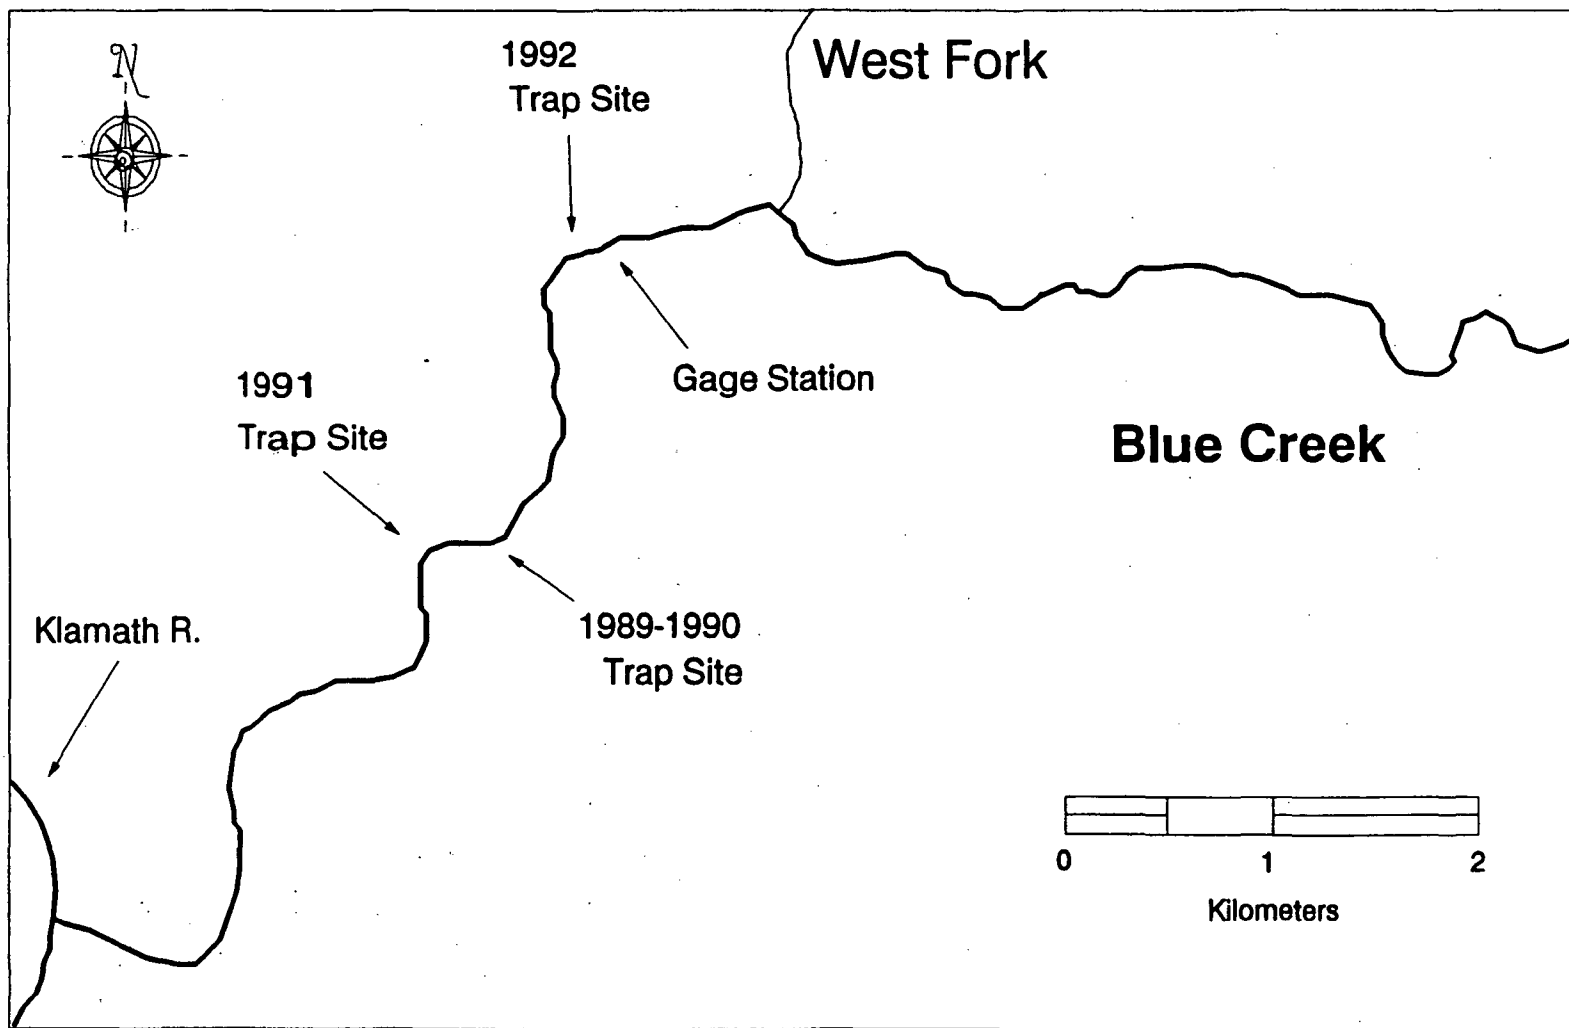 N
1992
Trap Site
West Fork
1991
Trap Site
Gage Station
Blue Creek
Klamath R.
1989-1990
Trap Site
0 1 2
Kilometers